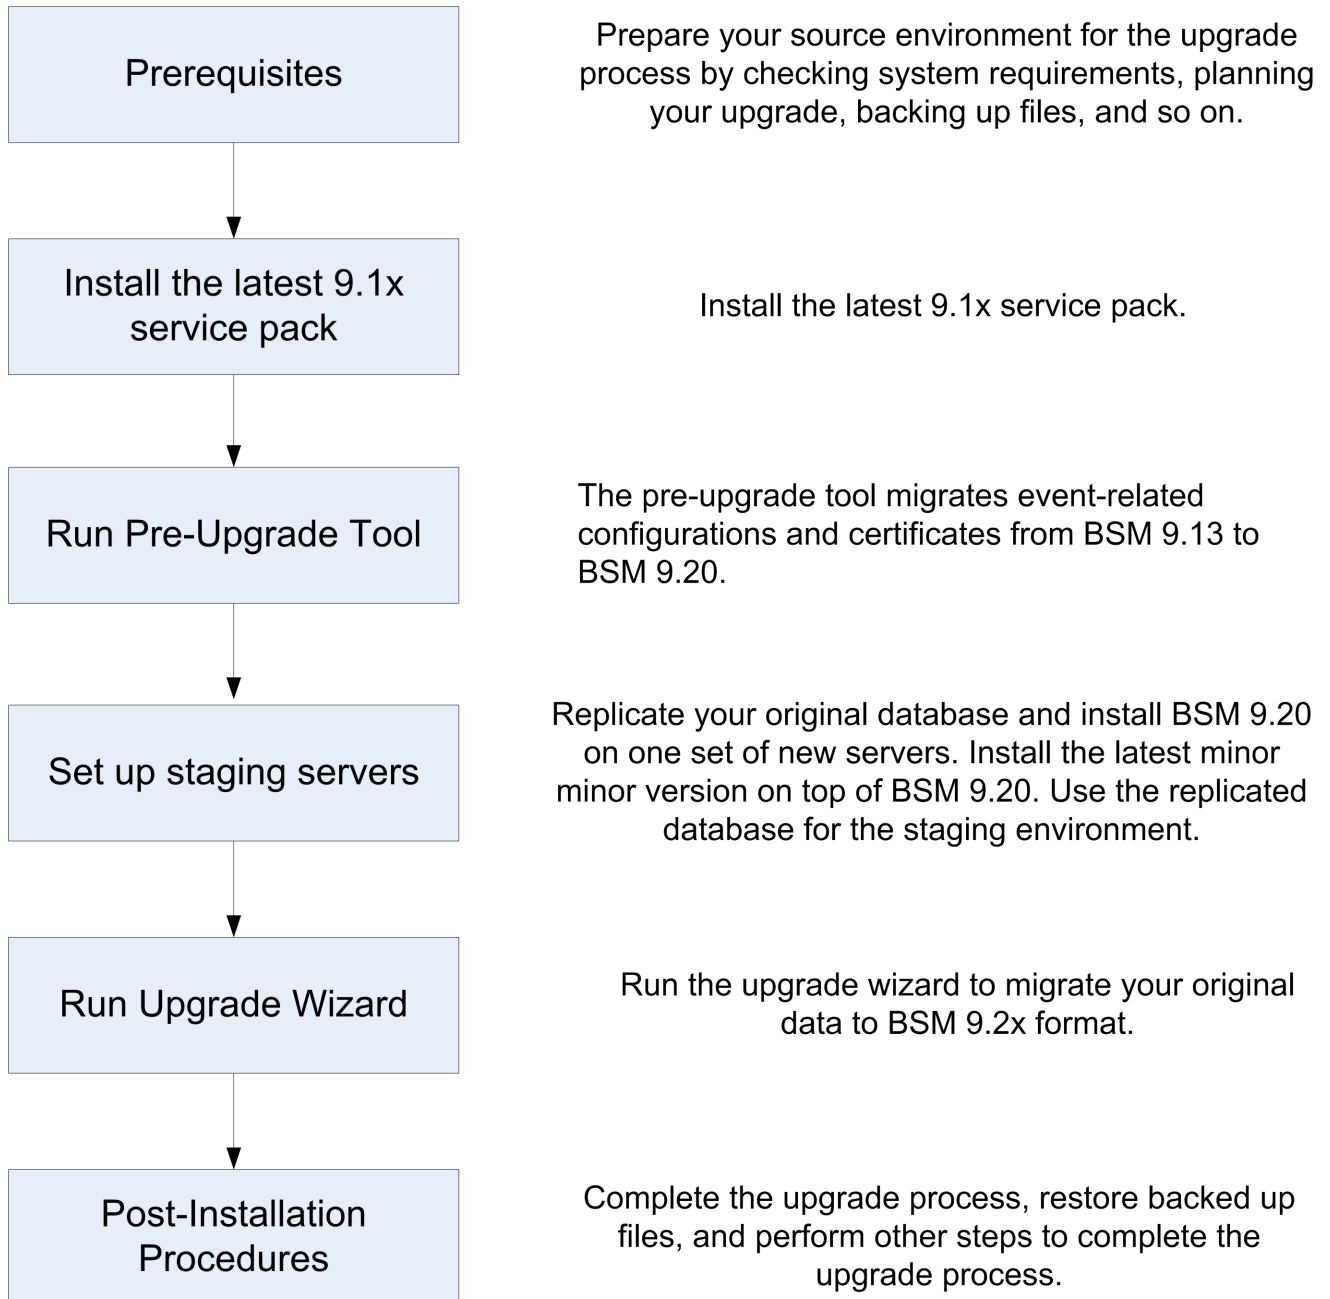 Prerequisites
Prepare your source environment for the upgrade
process by checking system requirements, planning
your upgrade, backing up files, and so on.
Install the latest 9.1x
service pack
Install the latest 9.1x service pack.
Run Pre-Upgrade Tool
The pre-upgrade tool migrates event-related
configurations and certificates from BSM 9.13 to
BSM 9.20.
Set up staging servers
Replicate your original database and install BSM 9.20
on one set of new servers. Install the latest minor
minor version on top of BSM 9.20. Use the replicated
database for the staging environment.
Run Upgrade Wizard
Run the upgrade wizard to migrate your original
data to BSM 9.2x format.
Post-Installation
Procedures
Complete the upgrade process, restore backed up
files, and perform other steps to complete the
upgrade process.